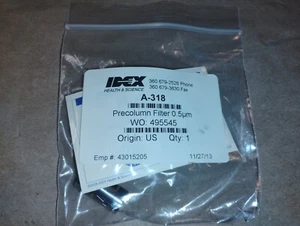 IDEX
HEALTH & SCIENCE
360 679-2528 Phone
360 679-3830 Fax
A-318
Precolumn Filter 0.5µm
WO: 495545
Origin: US Qty: 1
Emp #: 43015205
11/27/13